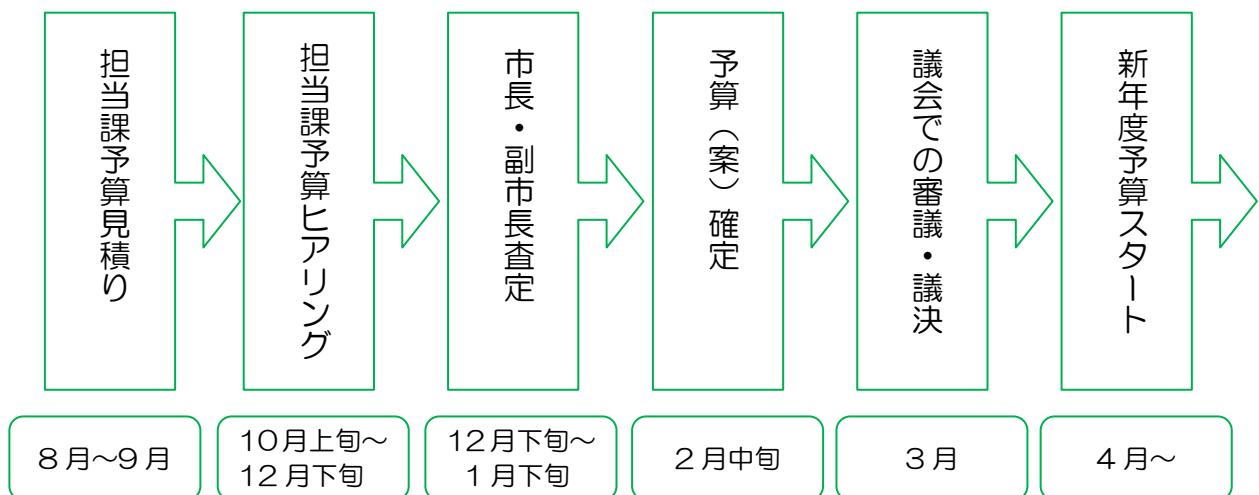 担当課予算見積り
担当課予算ヒアリング
市長・副市長査定
予算（案）確定
議会での審議・議決
新年度予算スタート
8月～9月
10月上旬～
12月下旬
12月下旬～
1月下旬
2月中旬
3月
4月～